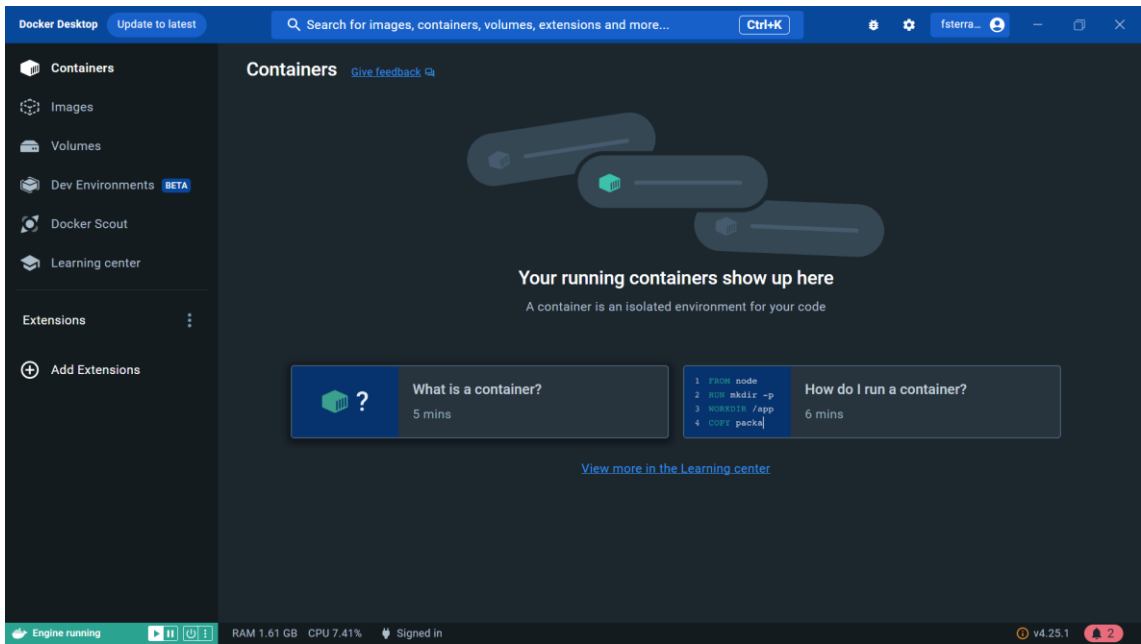 Docker Desktop Update to latest Search for images, containers, volumes, extensions and more... Ctrl+K fsterra...
Containers
Images
Volumes
Dev Environments BETA
Docker Scout
Learning center
Extensions
Add Extensions
Containers Give feedback
Your running containers show up here
A container is an isolated environment for your code
?
What is a container?
5 mins
1 FROM node
2 RUN mkdir -p
3 WORKDIR /app
4 COPY packa
How do I run a container?
6 mins
View more in the Learning center
Engine running RAM 1.61 GB CPU 7.41% Signed in v4.25.1 2